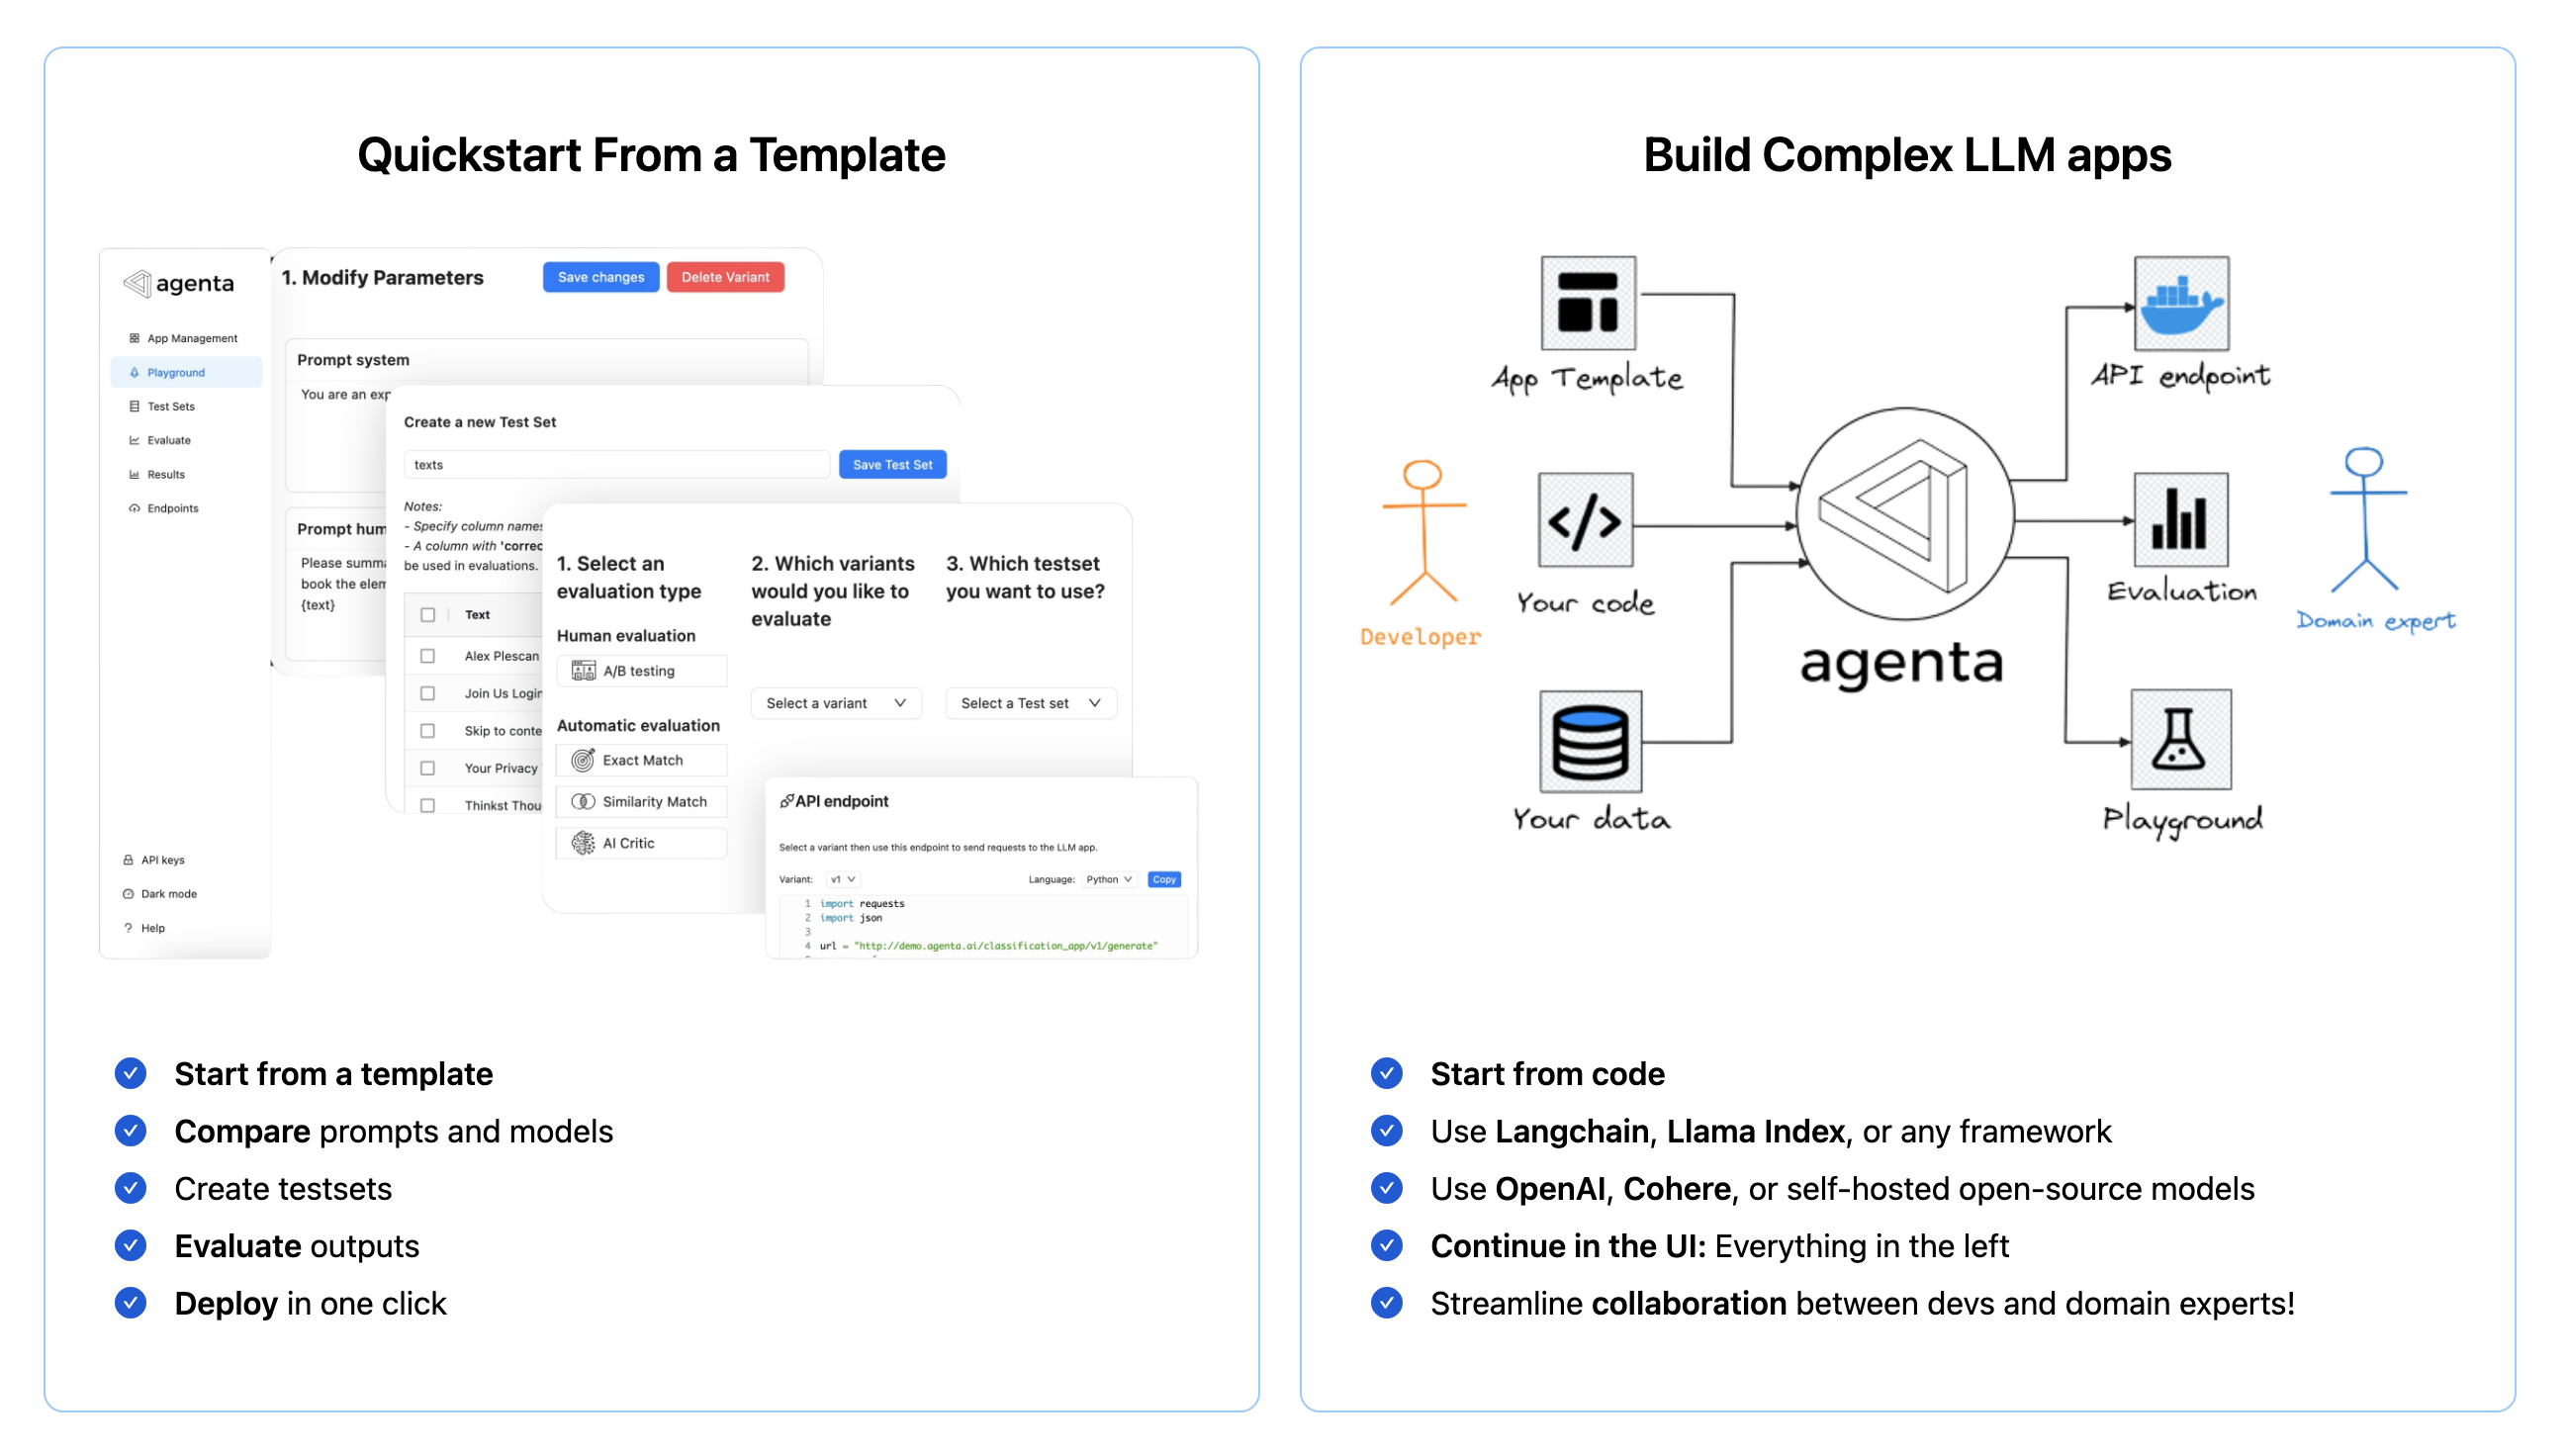 Quickstart From a Template
agenta
App Management
Playground
Test Sets
Evaluate
Results
Endpoints
API keys
Dark mode
? Help
1. Modify Parameters
Save changes
Delete Variant
Prompt system
You are an exp
Prompt hum
Please summa
book the elem
{text}
Create a new Test Set
texts
Save Test Set
Notes:
- Specify column names
- A column with 'correc
be used in evaluations.
Text
Alex Plescan
Join Us Login
Skip to conte
Your Privacy
Thinkst Thou
1. Select an
evaluation type
Human evaluation
A/B testing
Automatic evaluation
Exact Match
Similarity Match
AI Critic
2. Which variants
would you like to
evaluate
Select a variant
3. Which testset
you want to use?
Select a Test set
API endpoint
Select a variant then use this endpoint to send requests to the LLM app.
Variant: v1
Language: Python
Copy
1 import requests
2 import json
3
4 url = "http://demo.agenta.ai/classification_app/v1/generate"
Start from a template
Compare prompts and models
Create testsets
Evaluate outputs
Deploy in one click
Build Complex LLM apps
App Template
Your code
Your data
Developer
agenta
API endpoint
Evaluation
Playground
Domain expert
Start from code
Use Langchain, Llama Index, or any framework
Use OpenAI, Cohere, or self-hosted open-source models
Continue in the UI: Everything in the left
Streamline collaboration between devs and domain experts!